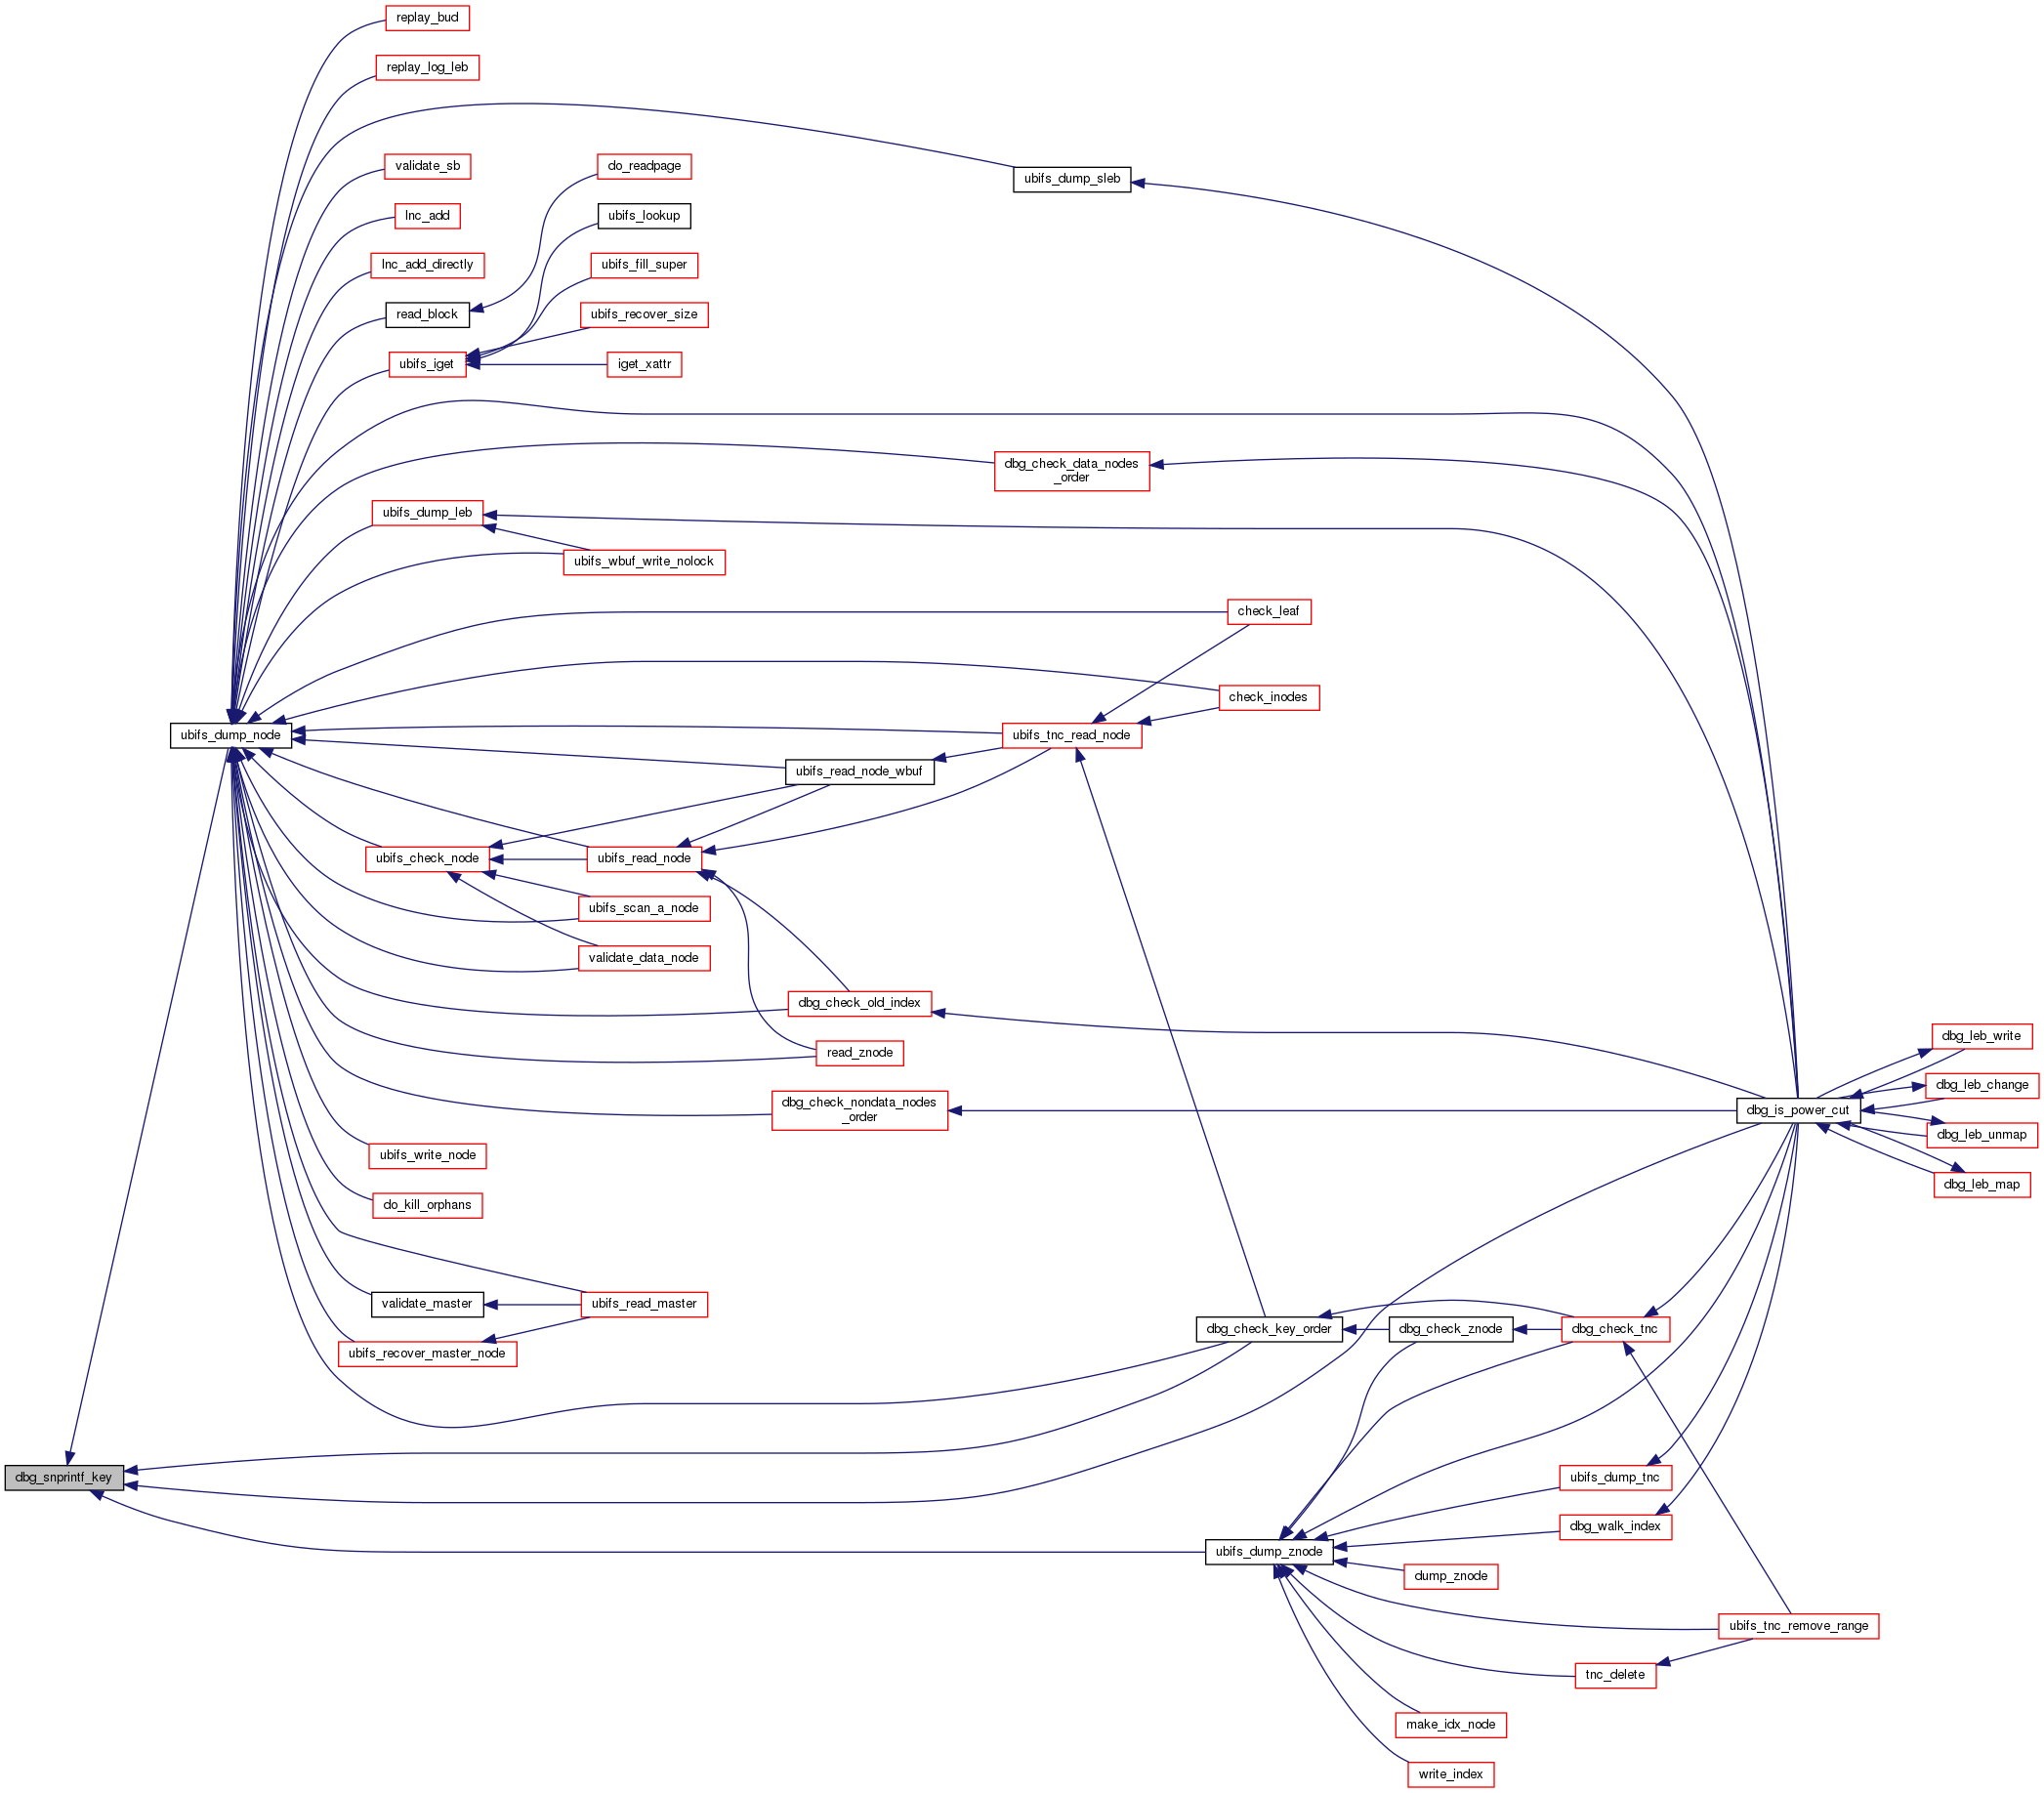 replay_bud
replay_log_leb
validate_sb
do_readpage
ubifs_dump_sleb
lnc_add
ubifs_lookup
lnc_add_directly
ubifs_fill_super
read_block
ubifs_recover_size
ubifs_iget
iget_xattr
dbg_check_data_nodes
_order
ubifs_dump_leb
ubifs_wbuf_write_nolock
check_leaf
check_inodes
ubifs_dump_node
ubifs_tnc_read_node
ubifs_read_node_wbuf
ubifs_check_node
ubifs_read_node
ubifs_scan_a_node
validate_data_node
dbg_check_old_index
dbg_leb_write
read_znode
dbg_leb_change
dbg_check_nondata_nodes
_order
dbg_is_power_cut
dbg_leb_unmap
ubifs_write_node
dbg_leb_map
do_kill_orphans
validate_master
ubifs_read_master
dbg_check_key_order
dbg_check_znode
dbg_check_tnc
ubifs_recover_master_node
dbg_snprintf_key
ubifs_dump_tnc
dbg_walk_index
ubifs_dump_znode
dump_znode
ubifs_tnc_remove_range
tnc_delete
make_idx_node
write_index